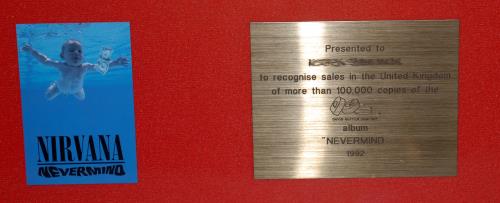 NIRVANA
NEVERMIND
Presented to
to recognise sales in the United Kingdom
of more than 100,000 copies of the
album
"NEVERMIND
1992